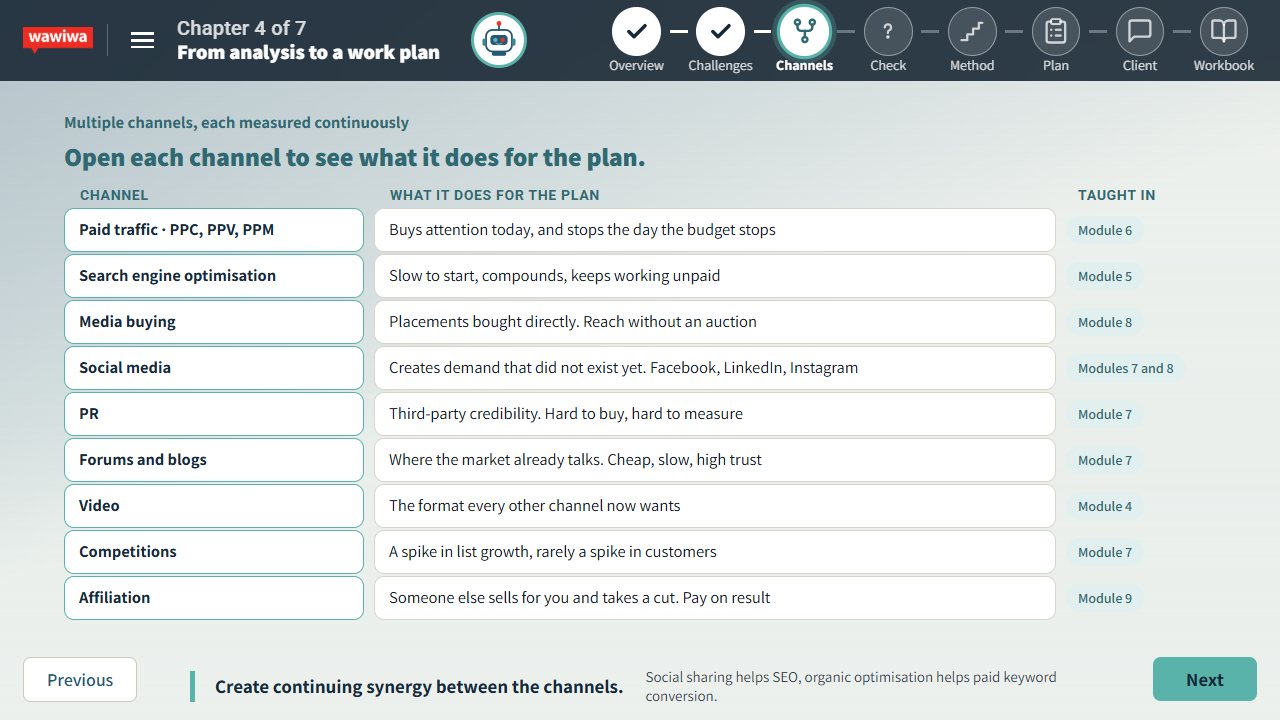 wawiwa
Chapter 4 of 7
From analysis to a work plan
Overview
Challenges
Channels
?
Check
Method
Plan
Client
Workbook
Multiple channels, each measured continuously
Open each channel to see what it does for the plan.
CHANNEL WHAT IT DOES FOR THE PLAN TAUGHT IN
Paid traffic · PPC, PPV, PPM Buys attention today, and stops the day the budget stops Module 6
Search engine optimisation Slow to start, compounds, keeps working unpaid Module 5
Media buying Placements bought directly. Reach without an auction Module 8
Social media Creates demand that did not exist yet. Facebook, LinkedIn, Instagram Modules 7 and 8
PR Third-party credibility. Hard to buy, hard to measure Module 7
Forums and blogs Where the market already talks. Cheap, slow, high trust Module 7
Video The format every other channel now wants Module 4
Competitions A spike in list growth, rarely a spike in customers Module 7
Affiliation Someone else sells for you and takes a cut. Pay on result Module 9
Previous
Create continuing synergy between the channels.
Social sharing helps SEO, organic optimisation helps paid keyword
conversion.
Next